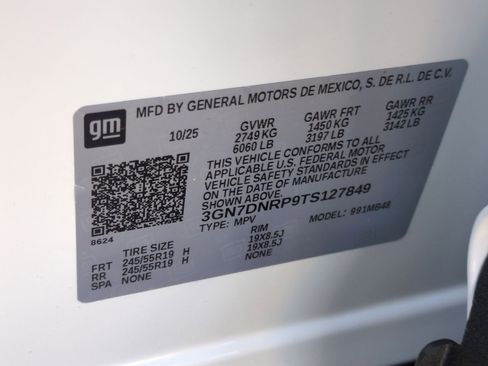 gm
MFD BY GENERAL MOTORS DE MEXICO, S. DE R.L. DE C.V.
10/25 GVWR GAWR FRT GAWR RR
2749 KG 1450 KG 1425 KG
6060 LB 3197 LB 3142 LB
THIS VEHICLE CONFORMS TO ALL
APPLICABLE U.S. FEDERAL MOTOR
VEHICLE SAFETY STANDARDS IN EFFECT
ON THE DATE OF MANUFACTURE
3GN7DNRP9TS127849
TYPE: MPV MODEL: 991MB48
8624
TIRE SIZE RIM
FRT 245/55R19 H 19X8.5J
RR 245/55R19 H 19X8.5J
SPA NONE NONE